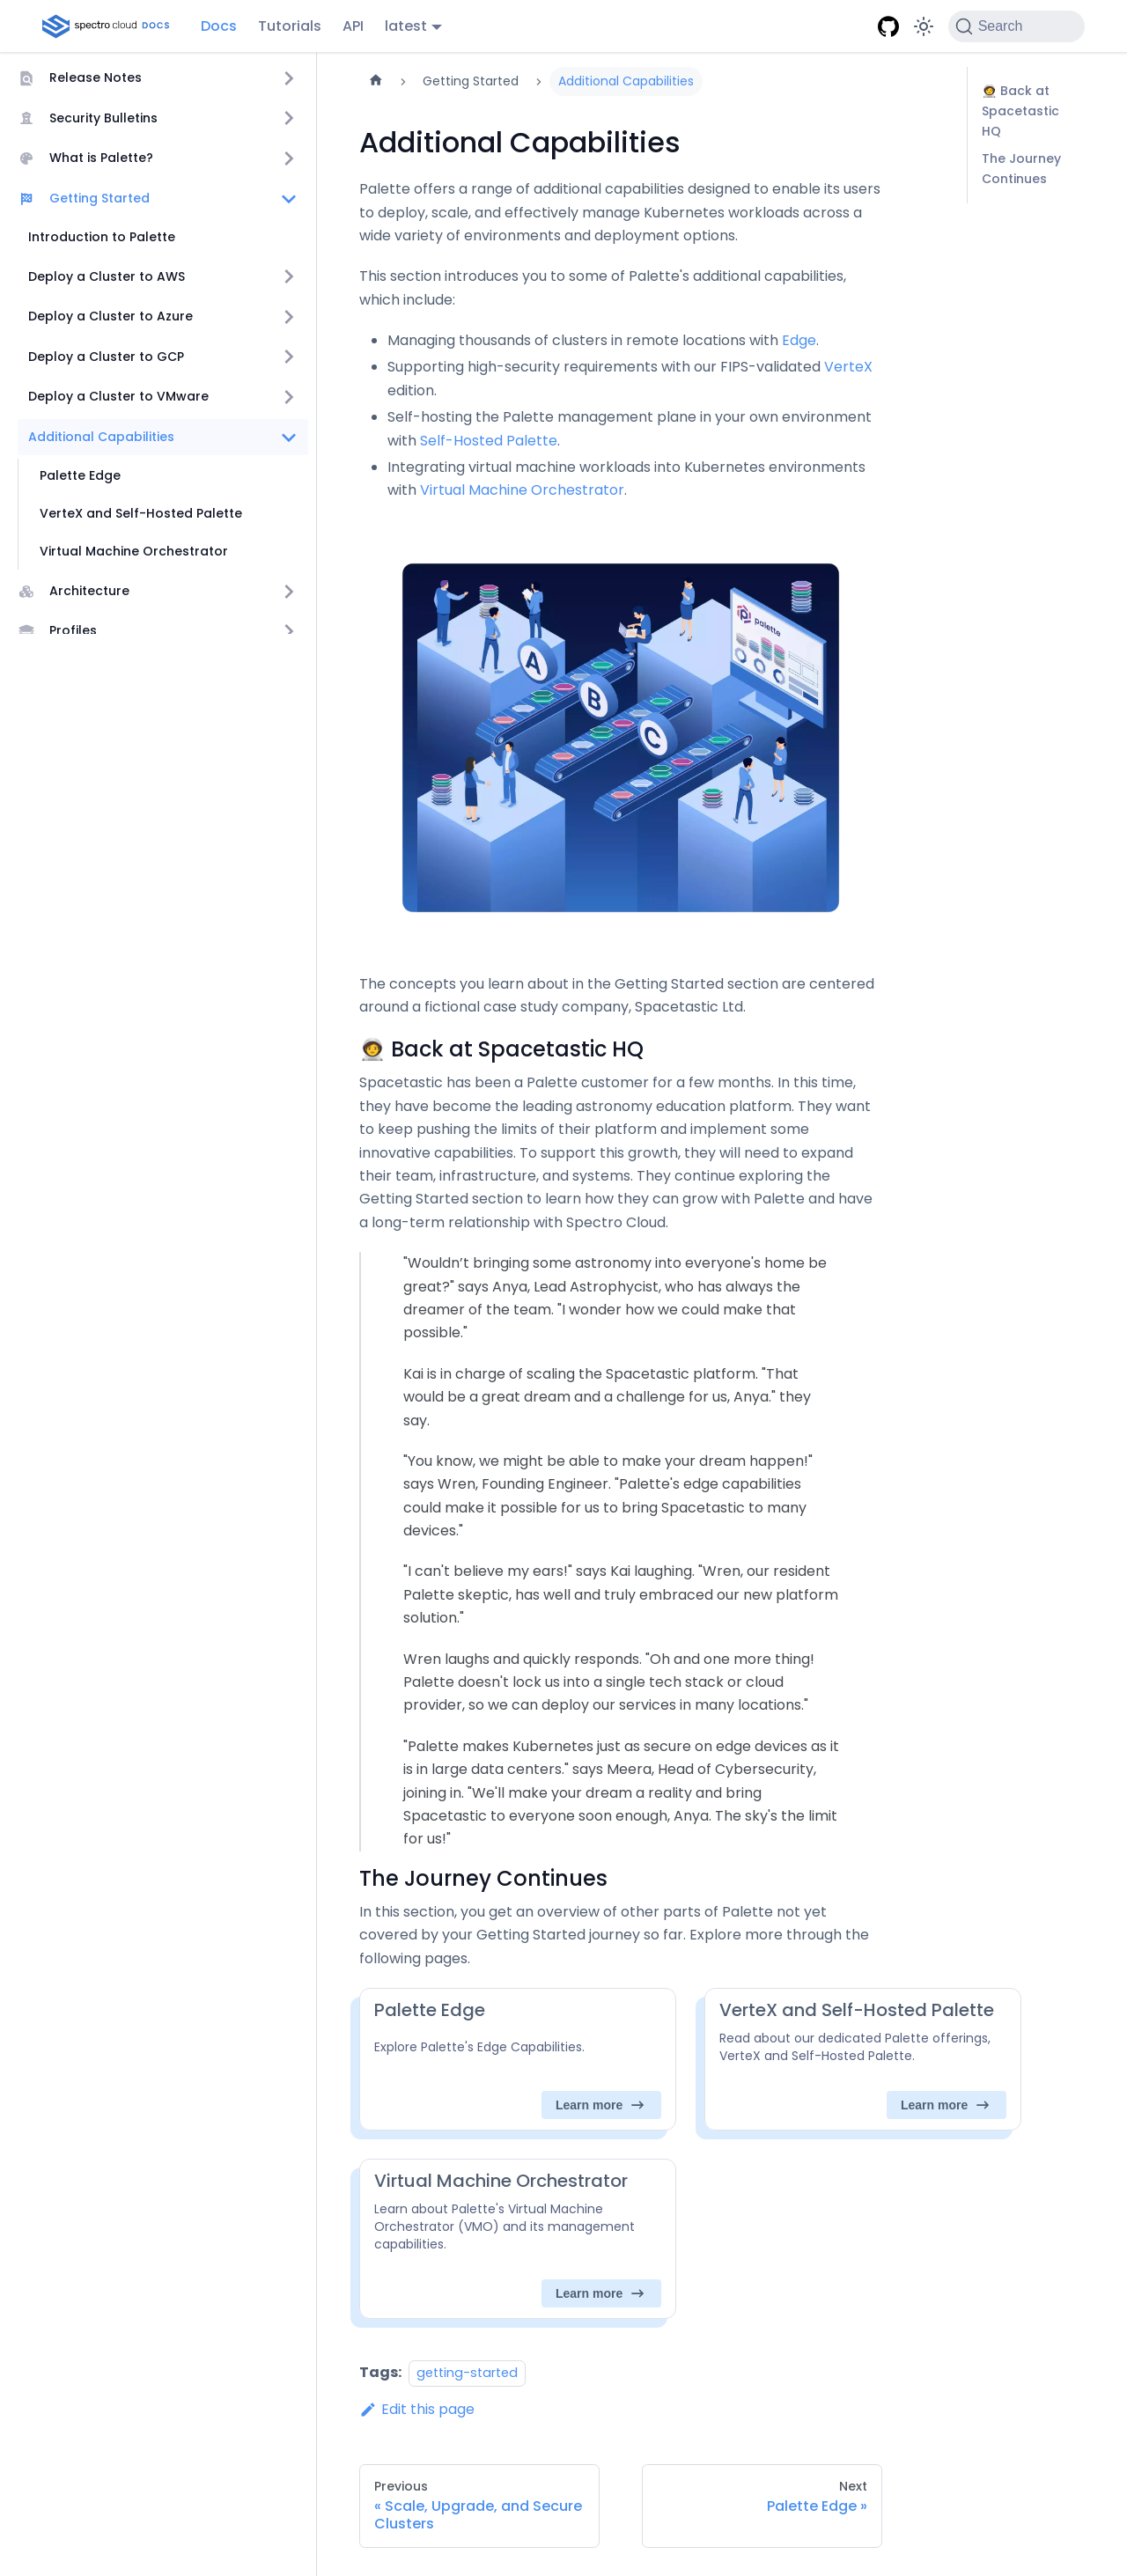 spectro cloud DOCS
Docs
Tutorials
API
latest
Search
Release Notes
Security Bulletins
What is Palette?
Getting Started
Introduction to Palette
Deploy a Cluster to AWS
Deploy a Cluster to Azure
Deploy a Cluster to GCP
Deploy a Cluster to VMware
Additional Capabilities
Palette Edge
VerteX and Self-Hosted Palette
Virtual Machine Orchestrator
Architecture
Profiles
Getting Started
Additional Capabilities
Additional Capabilities
Palette offers a range of additional capabilities designed to enable its users
to deploy, scale, and effectively manage Kubernetes workloads across a
wide variety of environments and deployment options.
This section introduces you to some of Palette's additional capabilities,
which include:
Managing thousands of clusters in remote locations with Edge.
Supporting high-security requirements with our FIPS-validated VerteX
edition.
Self-hosting the Palette management plane in your own environment
with Self-Hosted Palette.
Integrating virtual machine workloads into Kubernetes environments
with Virtual Machine Orchestrator.
palette
A
B
C
The concepts you learn about in the Getting Started section are centered
around a fictional case study company, Spacetastic Ltd.
🧑‍🚀 Back at Spacetastic HQ
Spacetastic has been a Palette customer for a few months. In this time,
they have become the leading astronomy education platform. They want
to keep pushing the limits of their platform and implement some
innovative capabilities. To support this growth, they will need to expand
their team, infrastructure, and systems. They continue exploring the
Getting Started section to learn how they can grow with Palette and have
a long-term relationship with Spectro Cloud.
"Wouldn’t bringing some astronomy into everyone's home be
great?" says Anya, Lead Astrophycist, who has always the
dreamer of the team. "I wonder how we could make that
possible."
Kai is in charge of scaling the Spacetastic platform. "That
would be a great dream and a challenge for us, Anya." they
say.
"You know, we might be able to make your dream happen!"
says Wren, Founding Engineer. "Palette's edge capabilities
could make it possible for us to bring Spacetastic to many
devices."
"I can't believe my ears!" says Kai laughing. "Wren, our resident
Palette skeptic, has well and truly embraced our new platform
solution."
Wren laughs and quickly responds. "Oh and one more thing!
Palette doesn't lock us into a single tech stack or cloud
provider, so we can deploy our services in many locations."
"Palette makes Kubernetes just as secure on edge devices as it
is in large data centers." says Meera, Head of Cybersecurity,
joining in. "We'll make your dream a reality and bring
Spacetastic to everyone soon enough, Anya. The sky's the limit
for us!"
The Journey Continues
In this section, you get an overview of other parts of Palette not yet
covered by your Getting Started journey so far. Explore more through the
following pages.
Palette Edge
Explore Palette's Edge Capabilities.
Learn more
VerteX and Self-Hosted Palette
Read about our dedicated Palette offerings,
VerteX and Self-Hosted Palette.
Learn more
Virtual Machine Orchestrator
Learn about Palette's Virtual Machine
Orchestrator (VMO) and its management
capabilities.
Learn more
Tags: getting-started
Edit this page
Previous
« Scale, Upgrade, and Secure
Clusters
Next
Palette Edge »
🧑‍🚀 Back at
Spacetastic
HQ
The Journey
Continues